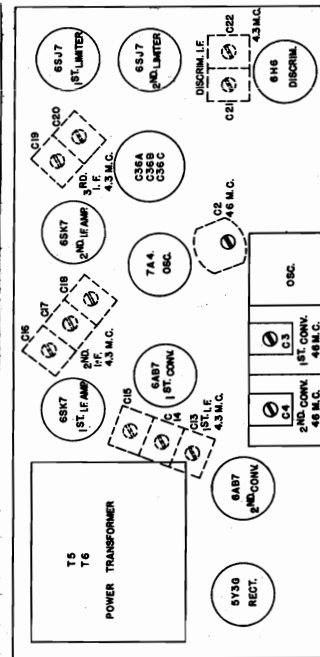 T5
T6
POWER TRANSFORMER
5Y3G
RECT.
6SK7
1ST. I.F. AMP.
6AB7
1ST. CONV.
6AB7
2ND. CONV.
C15
C
14
C13
1ST. I.F.
4.3 M.C.
C16
C17
C18
2ND.
I.F.
4.3 M.C.
6SK7
2ND. I.F. AMP.
7A4
OSC.
C4
2ND. CONV.
46 M.C.
C3
1ST. CONV.
46 M.C.
OSC.
C2
46 M.C.
C19
C20
3RD.
I.F.
4.3 M.C.
C36A
C36B
C36C
6SJ7
1ST. LIMITER
6SJ7
2ND. LIMITER
DISCRIM. I.F.
C21
C22
4.3 M.C.
6H6
DISCRIM.